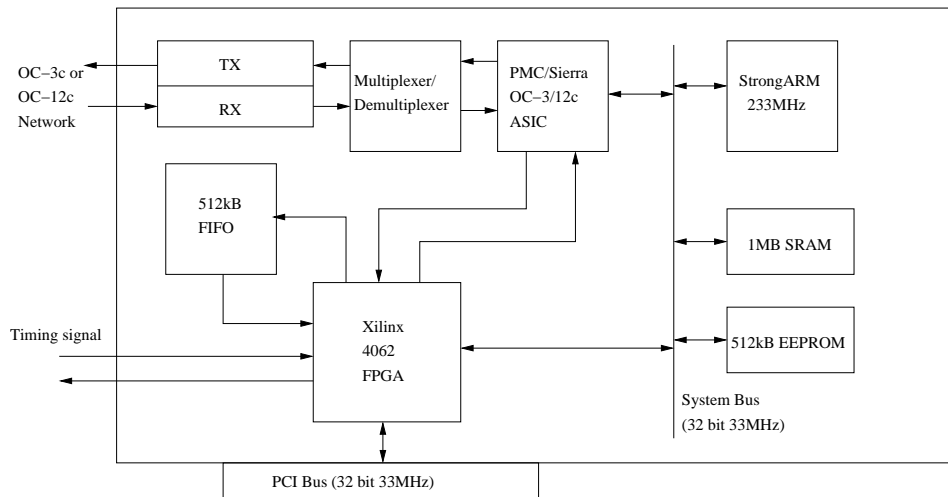 OC−3c or
OC−12c
Network
TX
RX
Multiplexer/
Demultiplexer
PMC/Sierra
OC−3/12c
ASIC
StrongARM
233MHz
512kB
FIFO
1MB SRAM
Timing signal
Xilinx
4062
FPGA
512kB EEPROM
System Bus
(32 bit 33MHz)
PCI Bus (32 bit 33MHz)